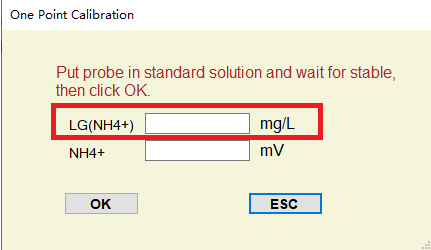 One Point Calibration
Put probe in standard solution and wait for stable,
then click OK.
LG(NH4+) mg/L
NH4+ mV
OK ESC